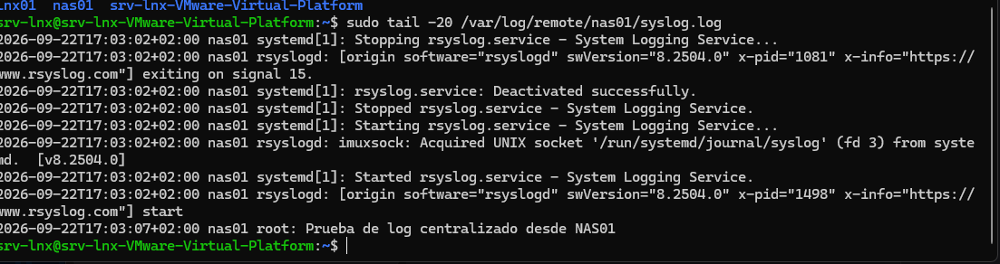 lnx01  nas01  srv-lnx-VMware-Virtual-Platform
srv-lnx@srv-lnx-VMware-Virtual-Platform:~$ sudo tail -20 /var/log/remote/nas01/syslog.log
2026-09-22T17:03:02+02:00 nas01 systemd[1]: Stopping rsyslog.service - System Logging Service...
2026-09-22T17:03:02+02:00 nas01 rsyslogd: [origin software="rsyslogd" swVersion="8.2504.0" x-pid="1081" x-info="https://
www.rsyslog.com"] exiting on signal 15.
2026-09-22T17:03:02+02:00 nas01 systemd[1]: rsyslog.service: Deactivated successfully.
2026-09-22T17:03:02+02:00 nas01 systemd[1]: Stopped rsyslog.service - System Logging Service.
2026-09-22T17:03:02+02:00 nas01 systemd[1]: Starting rsyslog.service - System Logging Service...
2026-09-22T17:03:02+02:00 nas01 rsyslogd: imuxsock: Acquired UNIX socket '/run/systemd/journal/syslog' (fd 3) from syste
md.  [v8.2504.0]
2026-09-22T17:03:02+02:00 nas01 systemd[1]: Started rsyslog.service - System Logging Service.
2026-09-22T17:03:02+02:00 nas01 rsyslogd: [origin software="rsyslogd" swVersion="8.2504.0" x-pid="1498" x-info="https://
www.rsyslog.com"] start
2026-09-22T17:03:07+02:00 nas01 root: Prueba de log centralizado desde NAS01
srv-lnx@srv-lnx-VMware-Virtual-Platform:~$